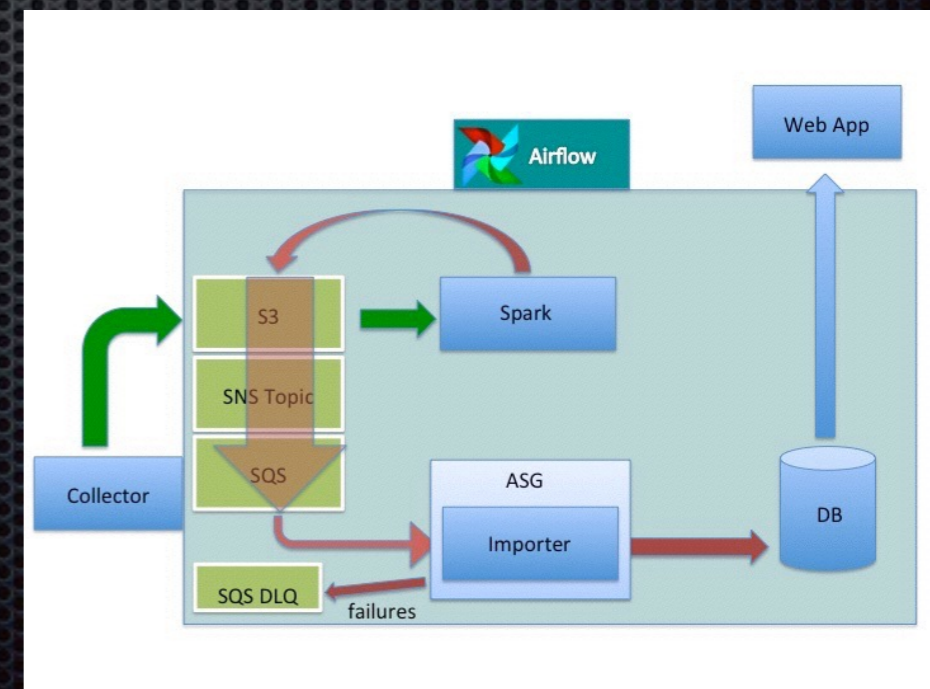 Web App
Airflow
S3
Spark
SNS Topic
SQS
Collector
ASG
Importer
DB
SQS DLQ
failures